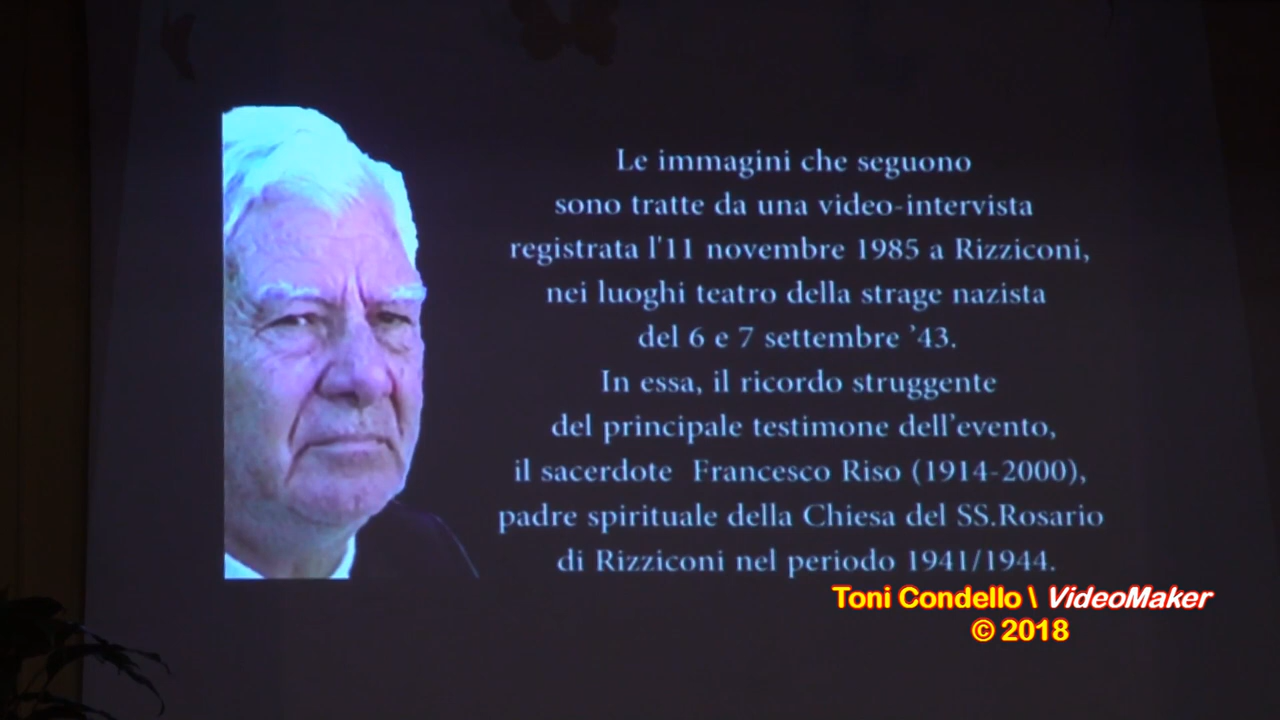 Le immagini che seguono
sono tratte da una video-intervista
registrata l'11 novembre 1985 a Rizziconi,
nei luoghi teatro della strage nazista
del 6 e 7 settembre ’43.
In essa, il ricordo struggente
del principale testimone dell’evento,
il sacerdote Francesco Riso (1914-2000),
padre spirituale della Chiesa del SS.Rosario
di Rizziconi nel periodo 1941/1944.
Toni Condello \ VideoMaker
© 2018